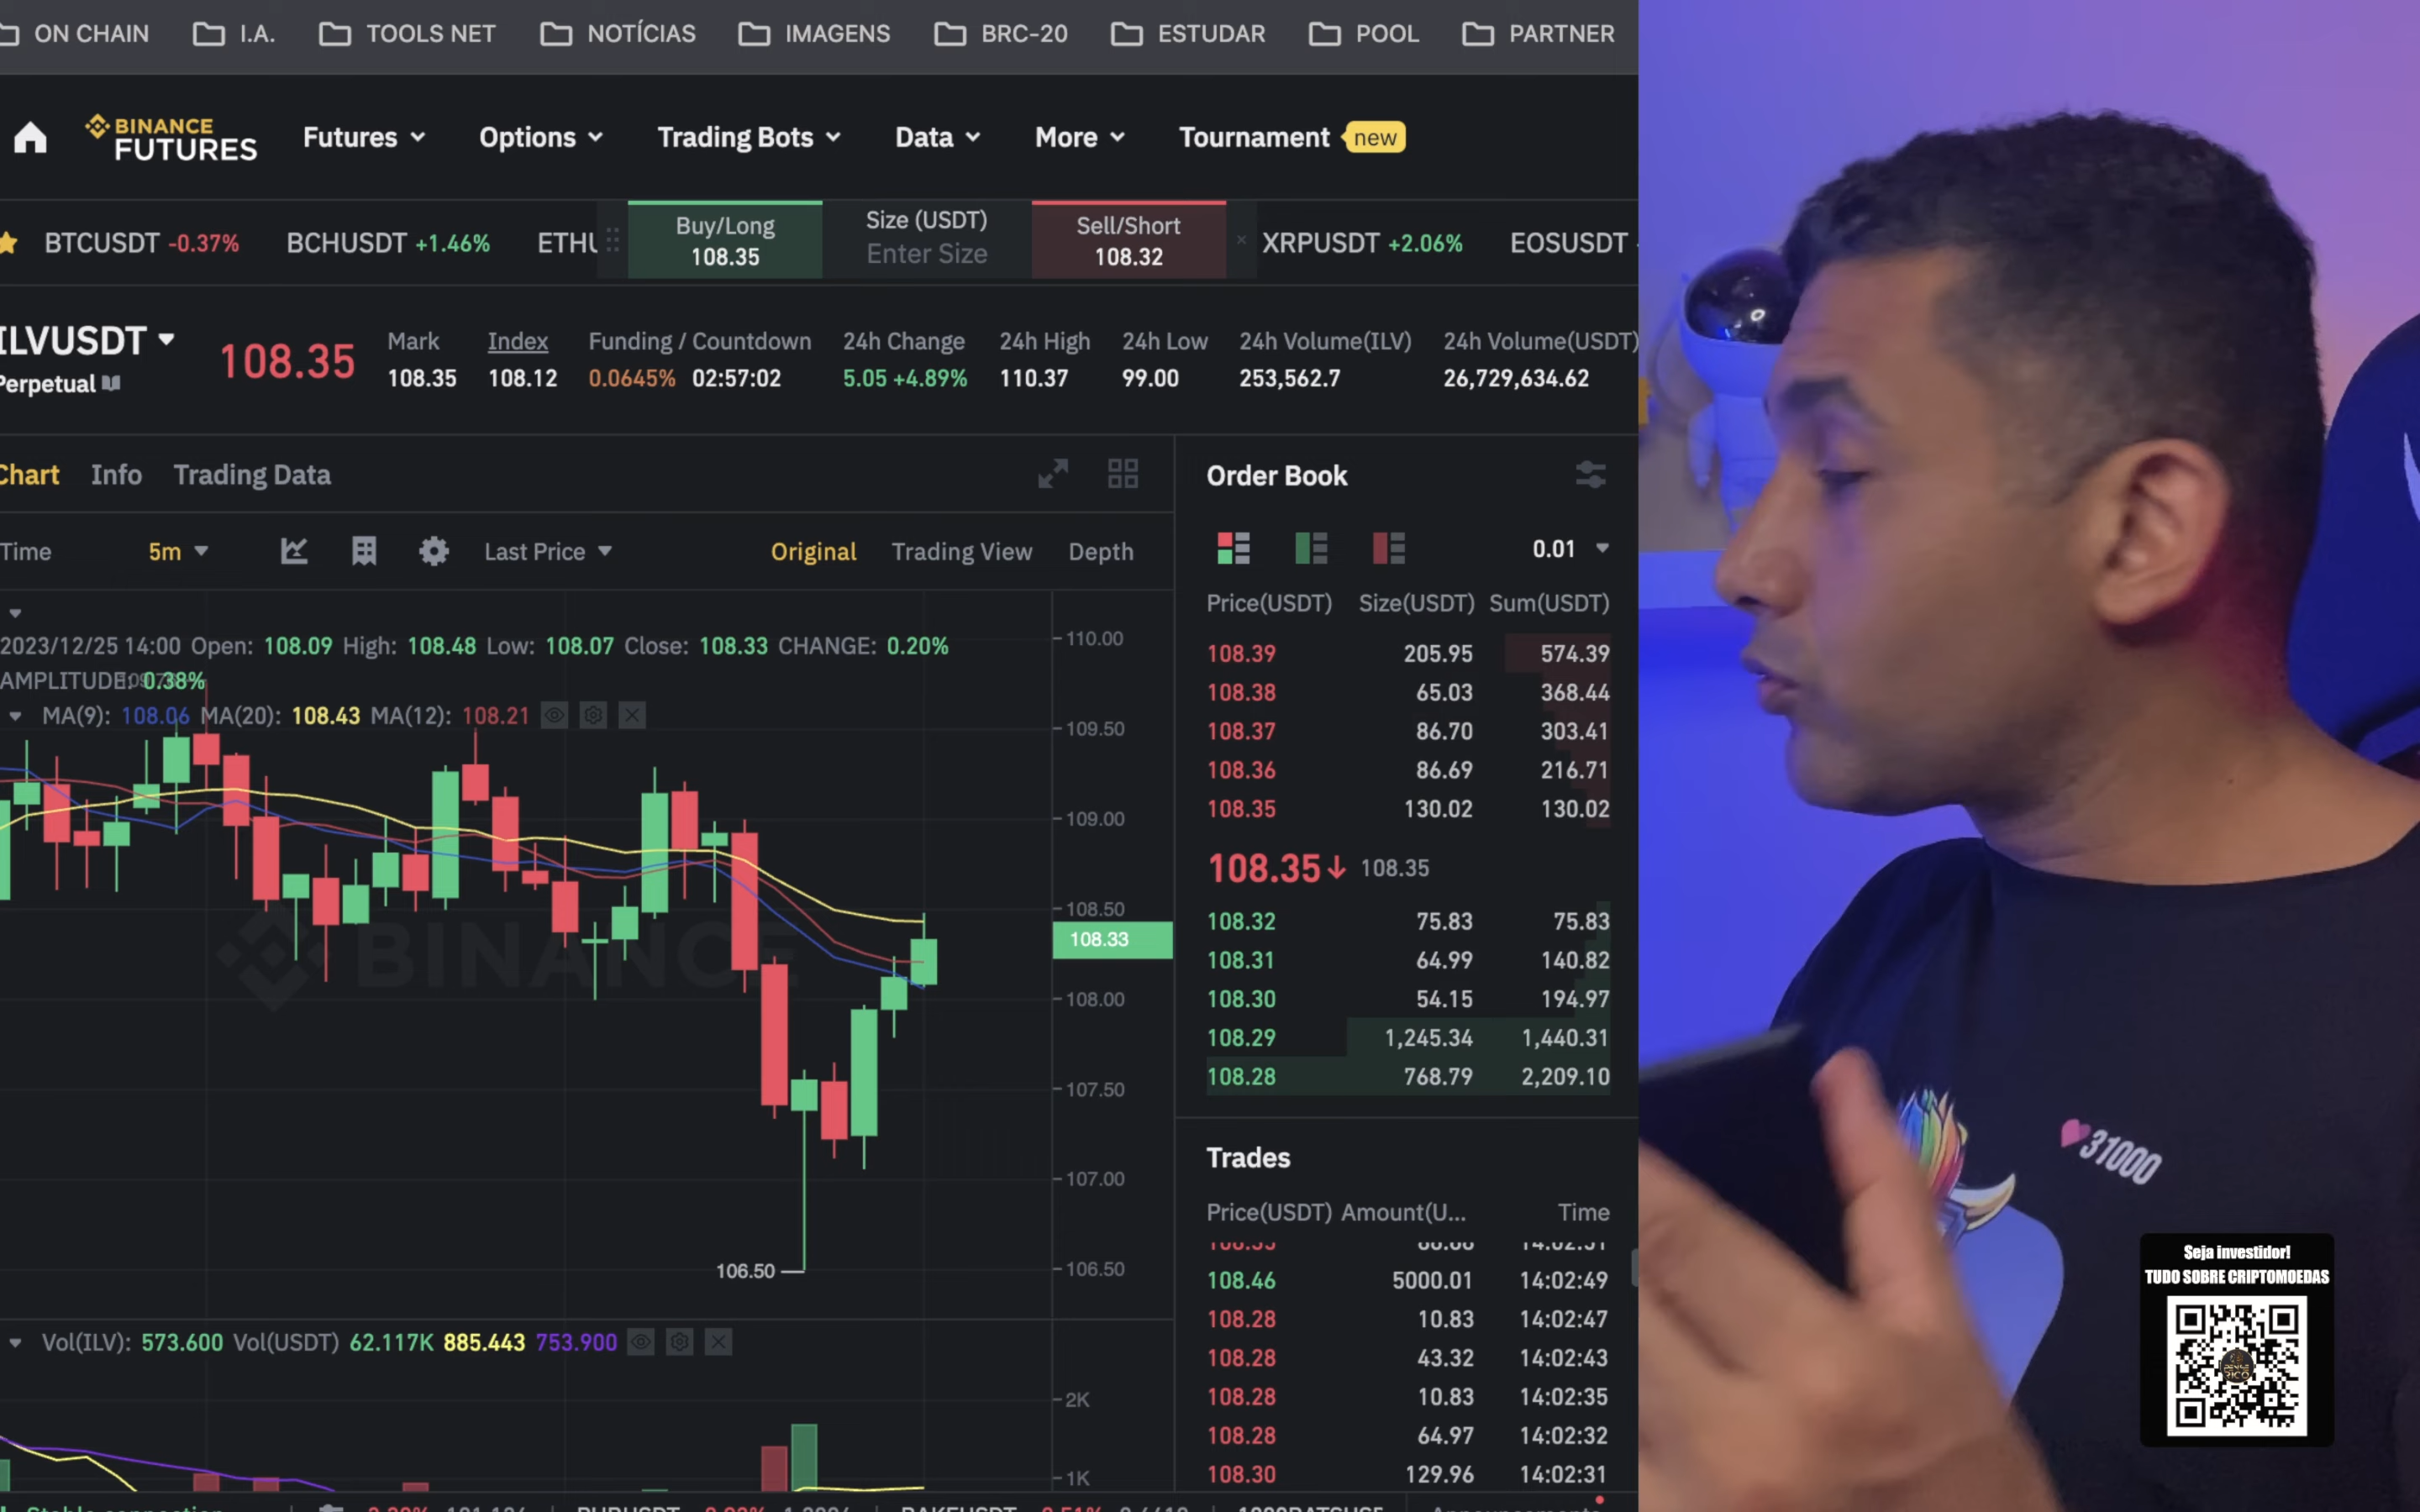 ON CHAIN I.A. TOOLS NET NOTÍCIAS IMAGENS BRC-20 ESTUDAR POOL PARTNER
BINANCE
FUTURES
Futures Options Trading Bots Data More Tournament new
BTCUSDT -0.37% BCHUSDT +1.46% ETHU
Buy/Long
108.35
Size (USDT)
Enter Size
Sell/Short
108.32
XRPUSDT +2.06% EOSUSDT
ILVUSDT
Perpetual
108.35
Mark
108.35
Index
108.12
Funding / Countdown
0.0645% 02:57:02
24h Change
5.05 +4.89%
24h High
110.37
24h Low
99.00
24h Volume(ILV)
253,562.7
24h Volume(USDT)
26,729,634.62
Chart Info Trading Data
Time 5m Last Price Original Trading View Depth
2023/12/25 14:00 Open: 108.09 High: 108.48 Low: 108.07 Close: 108.33 CHANGE: 0.20%
AMPLITUDE: 0.38%
MA(9): 108.06 MA(20): 108.43 MA(12): 108.21
110.00
109.50
109.00
108.50
108.33
108.00
107.50
107.00
106.50
BINANCE
106.50
Vol(ILV): 573.600 Vol(USDT) 62.117K 885.443 753.900
2K
1K
Order Book
0.01
Price(USDT) Size(USDT) Sum(USDT)
108.39 205.95 574.39
108.38 65.03 368.44
108.37 86.70 303.41
108.36 86.69 216.71
108.35 130.02 130.02
108.35↓ 108.35
108.32 75.83 75.83
108.31 64.99 140.82
108.30 54.15 194.97
108.29 1,245.34 1,440.31
108.28 768.79 2,209.10
Trades
Price(USDT) Amount(U... Time
108.46 5000.01 14:02:49
108.28 10.83 14:02:47
108.28 43.32 14:02:43
108.28 10.83 14:02:35
108.28 64.97 14:02:32
108.30 129.96 14:02:31
31000
Seja investidor!
TUDO SOBRE CRIPTOMOEDAS